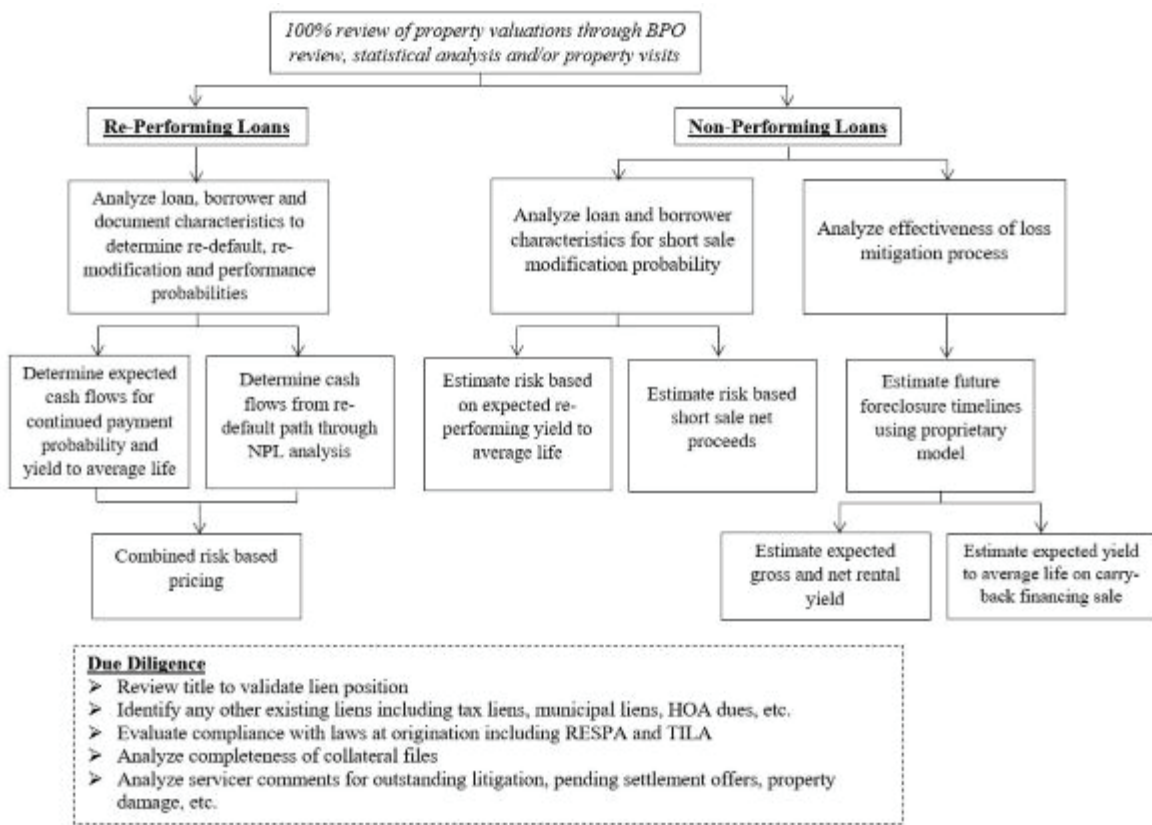 100% review of property valuations through BPO
review, statistical analysis and/or property visits
Re-Performing Loans
Non-Performing Loans
Analyze loan, borrower and
document characteristics to
determine re-default, re-
modification and performance
probabilities
Analyze loan and borrower
characteristics for short sale
modification probability
Analyze effectiveness of loss
mitigation process
Determine expected
cash flows for
continued payment
probability and
yield to average life
Determine cash
flows from re-
default path through
NPL analysis
Estimate risk based
on expected re-
performing yield to
average life
Estimate risk based
short sale net
proceeds
Estimate future
foreclosure timelines
using proprietary
model
Combined risk based
pricing
Estimate expected
gross and net rental
yield
Estimate expected yield
to average life on carry-
back financing sale
Due Diligence
➢ Review title to validate lien position
➢ Identify any other existing liens including tax liens, municipal liens, HOA dues, etc.
➢ Evaluate compliance with laws at origination including RESPA and TILA
➢ Analyze completeness of collateral files
➢ Analyze servicer comments for outstanding litigation, pending settlement offers, property
damage, etc.